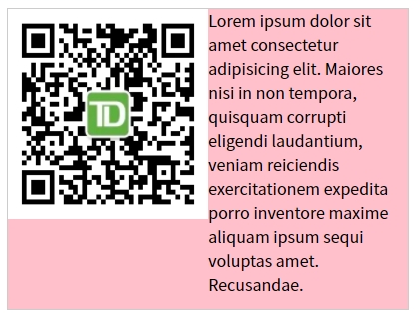 TD
Lorem ipsum dolor sit
amet consectetur
adipisicing elit. Maiores
nisi in non tempora,
quisquam corrupti
eligendi laudantium,
veniam reiciendis
exercitationem expedita
porro inventore maxime
aliquam ipsum sequi
voluptas amet.
Recusandae.